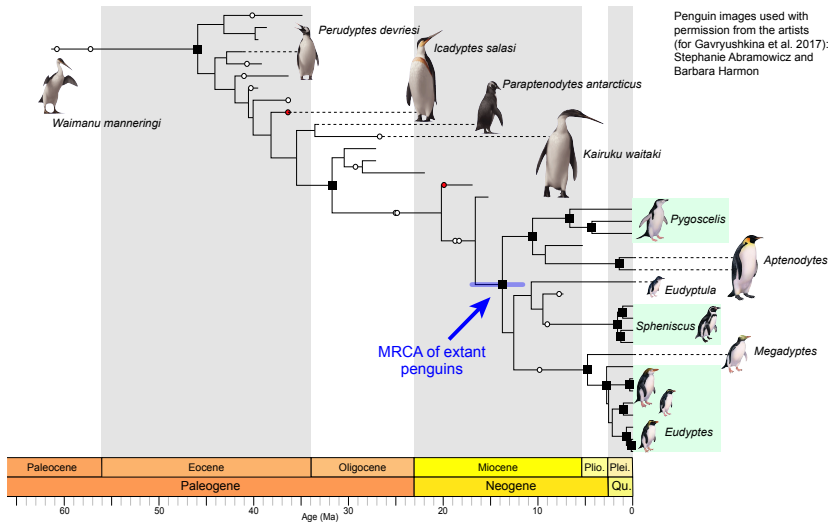 Penguin images used with
permission from the artists
(for Gavryushkina et al. 2017):
Stephanie Abramowicz and
Barbara Harmon
Perudyptes devriesi
Icadyptes salasi
Paraptenodytes antarcticus
Waimanu manneringi
Kairuku waitaki
Pygoscelis
Aptenodytes
Eudyptula
Spheniscus
MRCA of extant
penguins
Megadyptes
Eudyptes
Paleocene Eocene Oligocene Miocene Plio. Plei.
Paleogene Neogene Qu.
60 50 40 30 20 10 0
Age (Ma)